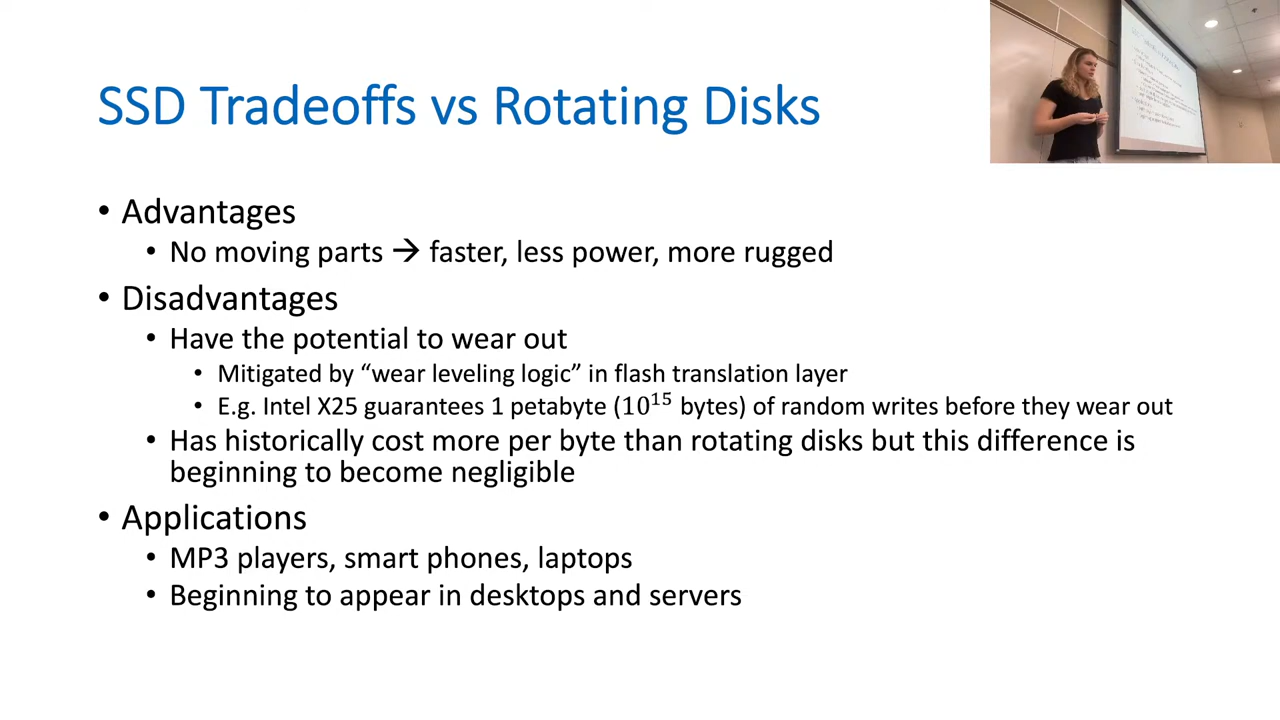 SSD Tradeoffs vs Rotating Disks
• Advantages
• No moving parts → faster, less power, more rugged
• Disadvantages
• Have the potential to wear out
• Mitigated by “wear leveling logic” in flash translation layer
• E.g. Intel X25 guarantees 1 petabyte (10¹⁵ bytes) of random writes before they wear out
• Has historically cost more per byte than rotating disks but this difference is
beginning to become negligible
• Applications
• MP3 players, smart phones, laptops
• Beginning to appear in desktops and servers